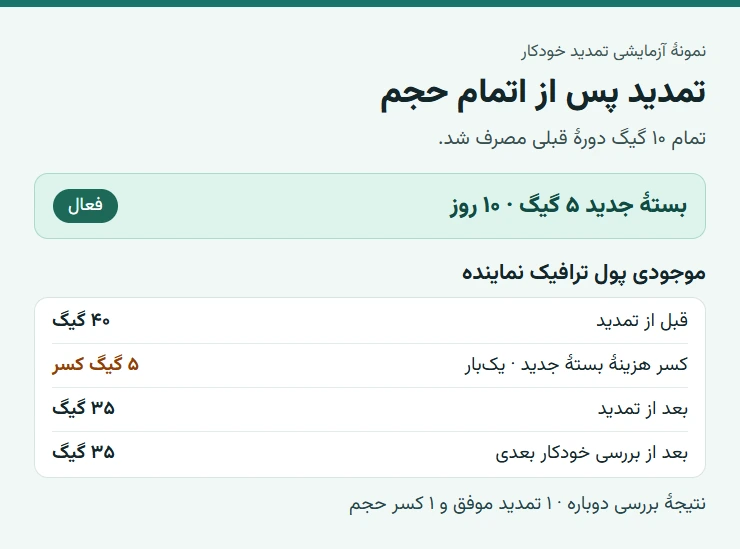 نمونهٔ آزمایشی تمدید خودکار
تمدید پس از اتمام حجم
تمام ۱۰ گیگ دورهٔ قبلی مصرف شد.
بستهٔ جدید ۵ گیگ · ۱۰ روز
فعال
موجودی پول ترافیک نماینده
قبل از تمدید ۴۰ گیگ
کسر هزینهٔ بستهٔ جدید · یک‌بار ۵ گیگ کسر
بعد از تمدید ۳۵ گیگ
بعد از بررسی خودکار بعدی ۳۵ گیگ
نتیجهٔ بررسی دوباره · ۱ تمدید موفق و ۱ کسر حجم